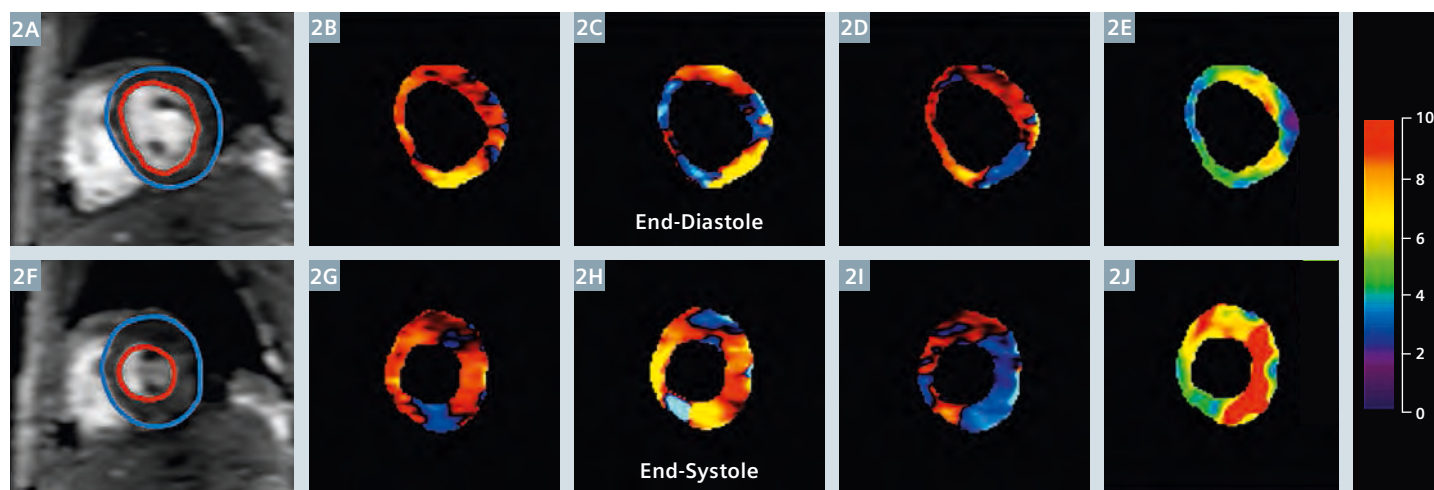 2A
2B
2C
2D
2E
End-Diastole
10
8
6
4
2
0
2F
2G
2H
2I
2J
End-Systole